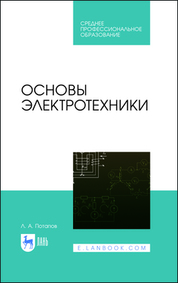 СРЕДНЕЕ
ПРОФЕССИОНАЛЬНОЕ
ОБРАЗОВАНИЕ
ОСНОВЫ
ЭЛЕКТРОТЕХНИКИ
Л. А. Потапов
ЛАНЬ
E.LANBOOK.COM